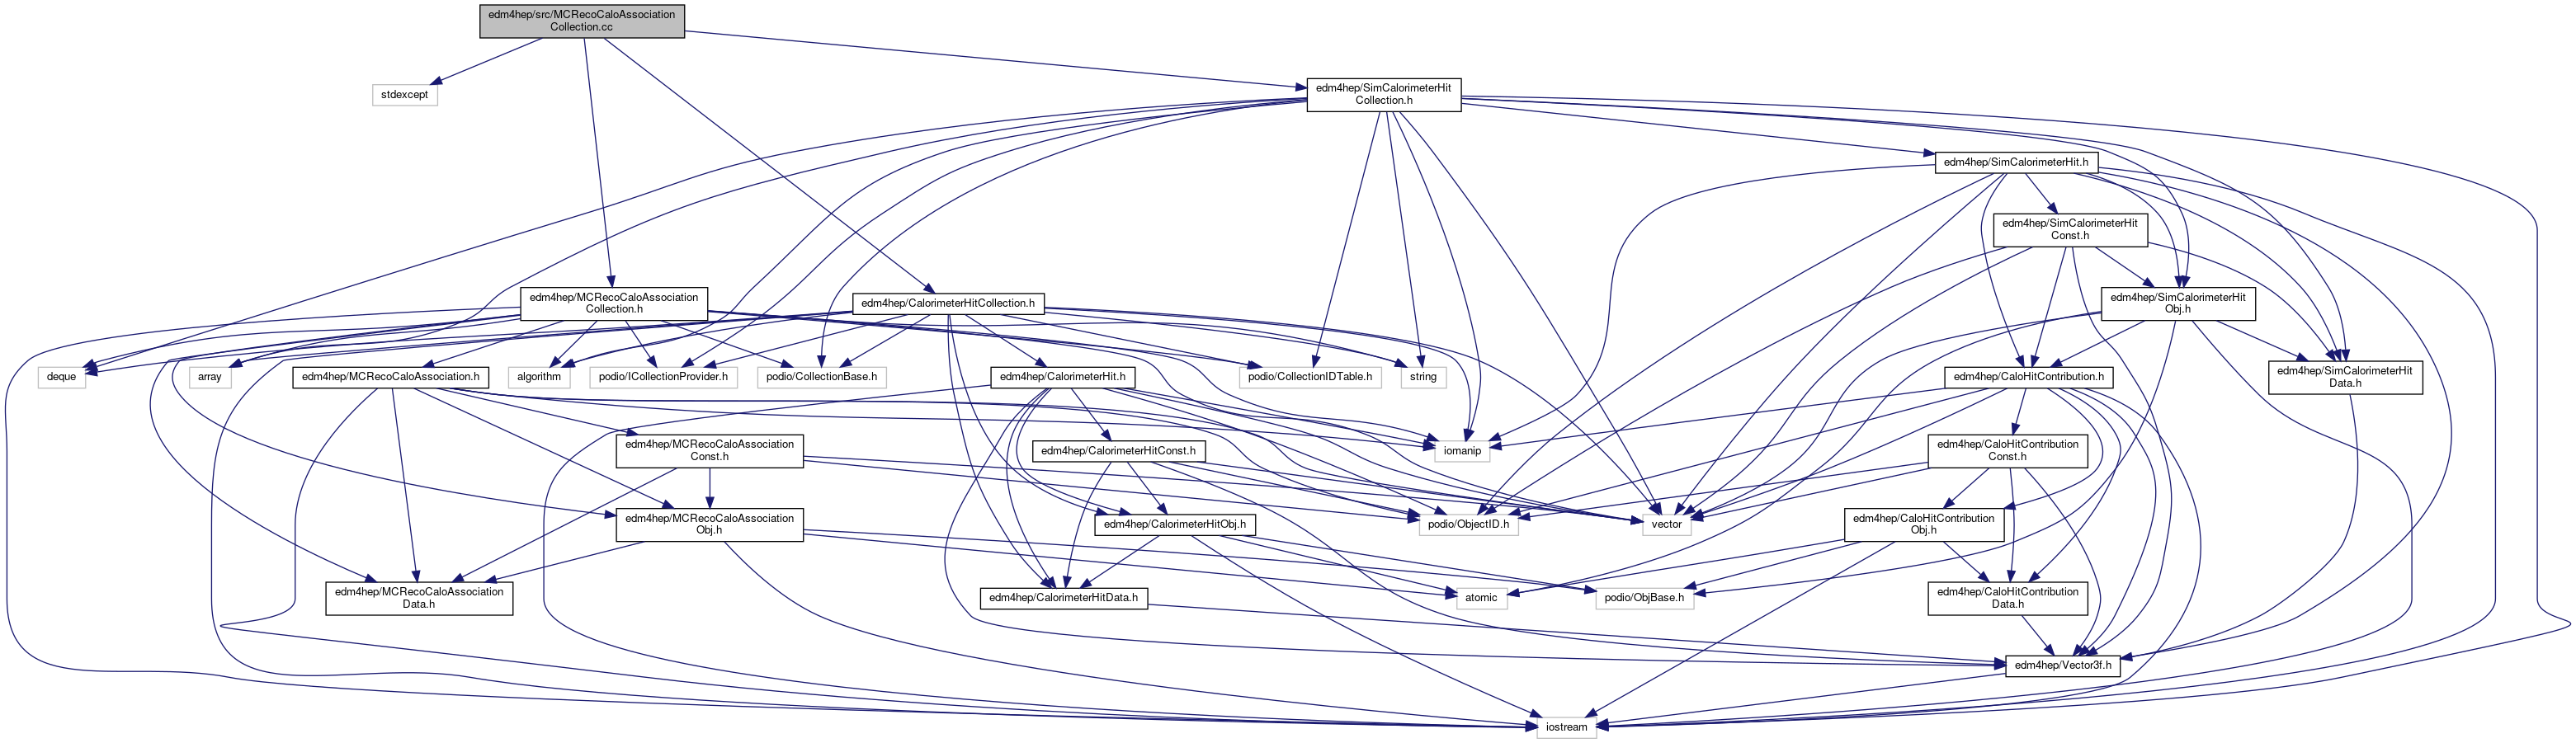 edm4hep/src/MCRecoCaloAssociation
Collection.cc
stdexcept
edm4hep/SimCalorimeterHit
Collection.h
edm4hep/SimCalorimeterHit.h
edm4hep/SimCalorimeterHit
Const.h
edm4hep/MCRecoCaloAssociation
Collection.h
edm4hep/CalorimeterHitCollection.h
edm4hep/SimCalorimeterHit
Obj.h
deque
array
edm4hep/MCRecoCaloAssociation.h
algorithm
podio/ICollectionProvider.h
podio/CollectionBase.h
edm4hep/CalorimeterHit.h
podio/CollectionIDTable.h
string
edm4hep/CaloHitContribution.h
edm4hep/SimCalorimeterHit
Data.h
edm4hep/MCRecoCaloAssociation
Const.h
edm4hep/CalorimeterHitConst.h
iomanip
edm4hep/CaloHitContribution
Const.h
edm4hep/MCRecoCaloAssociation
Obj.h
edm4hep/CalorimeterHitObj.h
podio/ObjectID.h
vector
edm4hep/CaloHitContribution
Obj.h
edm4hep/MCRecoCaloAssociation
Data.h
edm4hep/CalorimeterHitData.h
atomic
podio/ObjBase.h
edm4hep/CaloHitContribution
Data.h
edm4hep/Vector3f.h
iostream